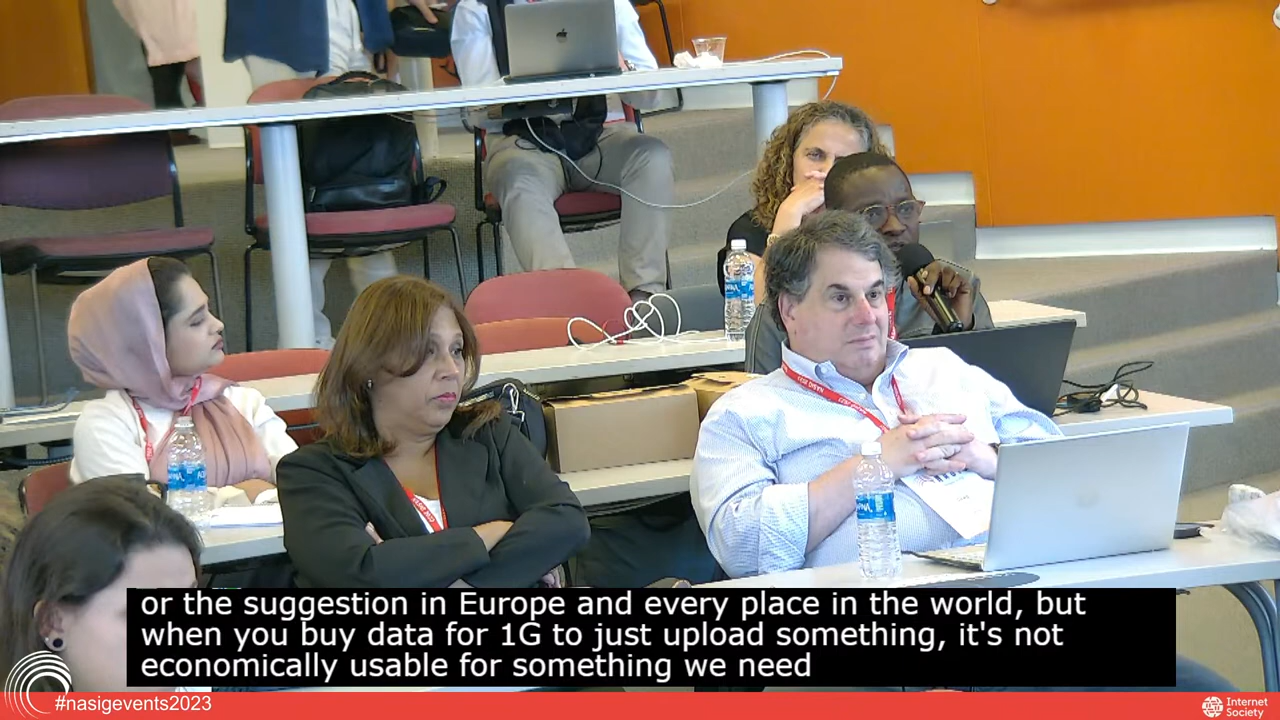 or the suggestion in Europe and every place in the world, but
when you buy data for 1G to just upload something, it's not
economically usable for something we need
#nasigevents2023
Internet
Society